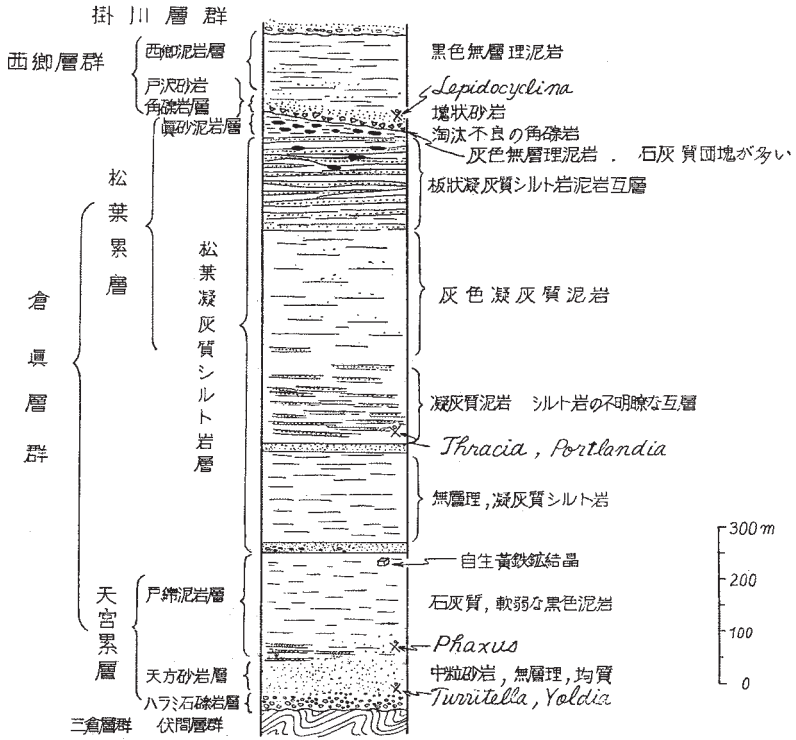 掛川層群
西郷層群
西郷泥岩層
黒色無層理泥岩
戸沢砂岩
Lepidocyclina
角礫岩層
塊状砂岩
眞砂泥岩層
淘汰不良の角礫岩
灰色無層理泥岩 . 石灰質団塊が多い
松葉累層
板状凝灰質シルト岩泥岩互層
松葉凝灰質シルト岩層
倉眞層群
灰色凝灰質泥岩
凝灰質泥岩 シルト岩の不明瞭な互層
Thracia , Portlandia
無層理,凝灰質シルト岩
300m
200
100
0
自生黄鉄鉱結晶
天宮累層
戸綿泥岩層
石灰質,軟弱な黒色泥岩
Phaxus
天方砂岩層
中粒砂岩,無層理,均質
Turritella, Yoldia
ハラミ石礫岩層
三倉層群 伏間層群